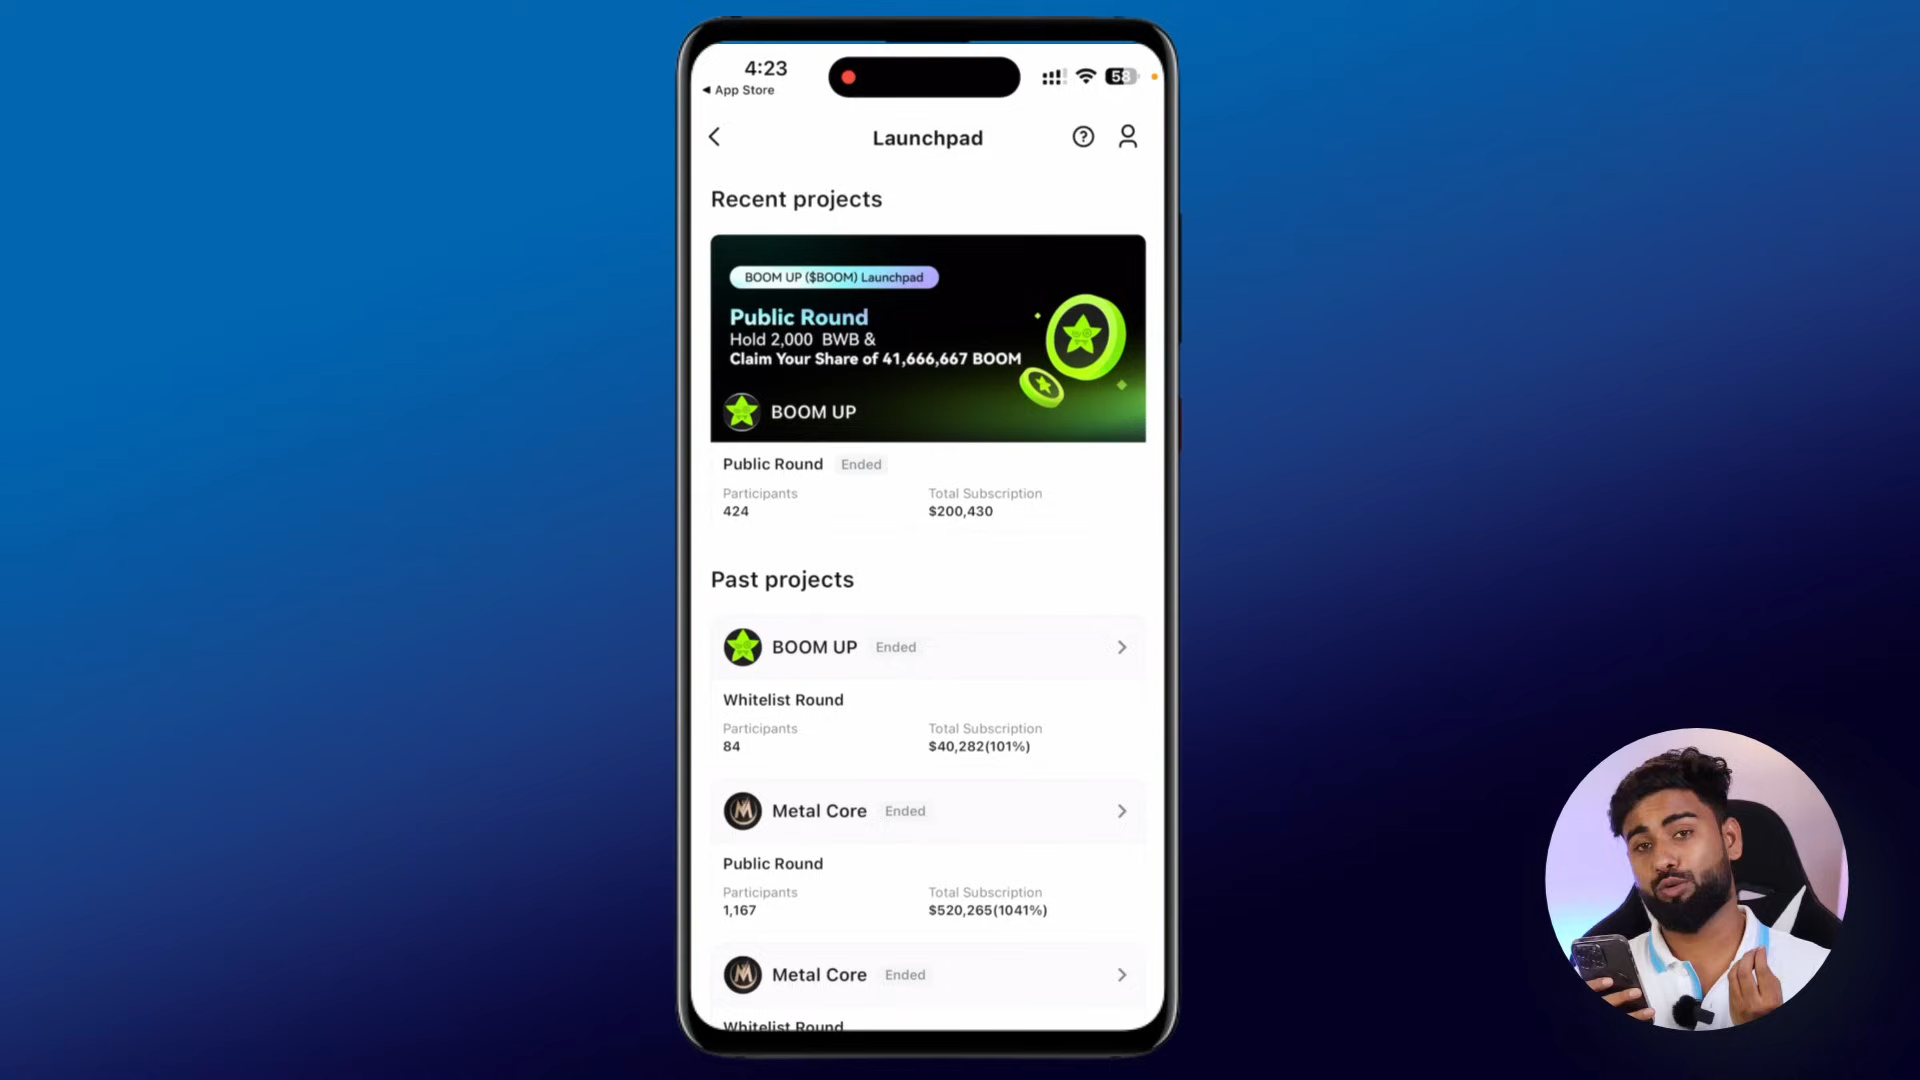 4:23
58
◀ App Store
Launchpad
Recent projects
BOOM UP ($BOOM) Launchpad
Public Round
Hold 2,000 BWB &
Claim Your Share of 41,666,667 BOOM
BOOM UP
Public Round Ended
Participants Total Subscription
424 $200,430
Past projects
BOOM UP Ended
Whitelist Round
Participants Total Subscription
84 $40,282(101%)
Metal Core Ended
Public Round
Participants Total Subscription
1,167 $520,265(1041%)
Metal Core Ended
Whitelist Round